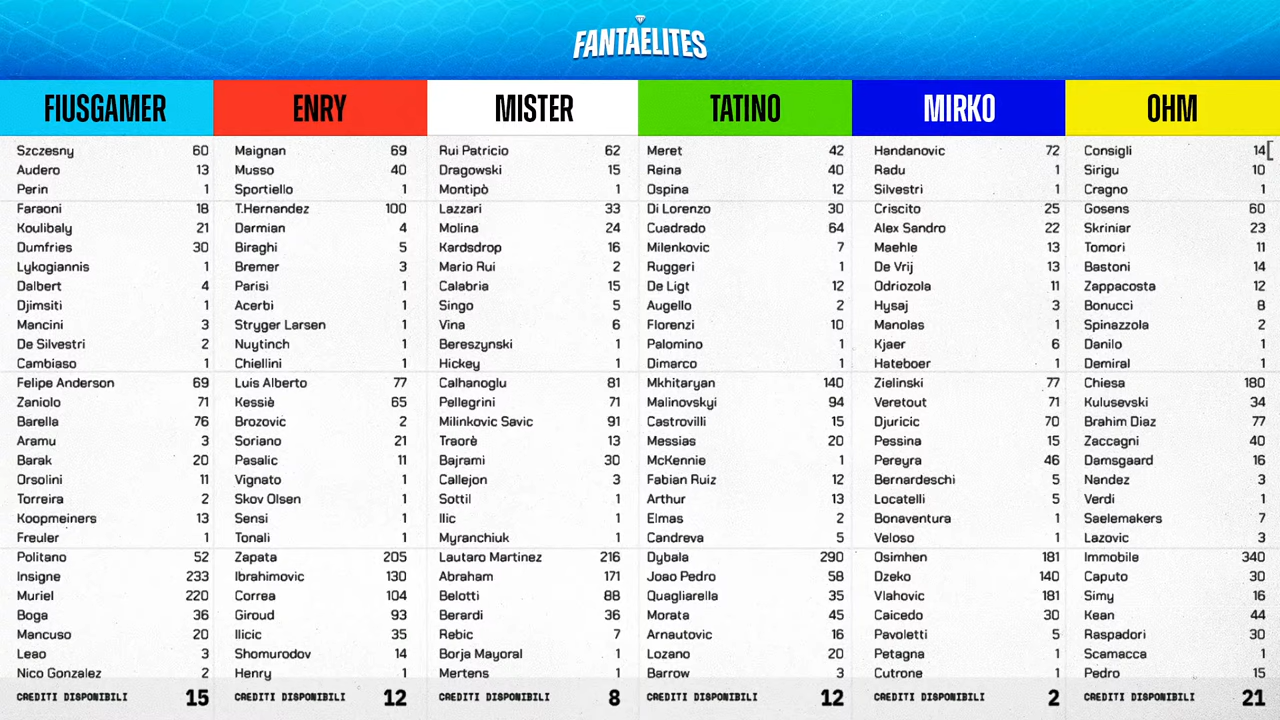 FANTAELITES
FIUSGAMER ENRY MISTER TATINO MIRKO OHM
Szczesny 60 Maignan 69 Rui Patricio 62 Meret 42 Handanovic 72 Consigli 14[
Audero 13 Musso 40 Dragowski 15 Reina 40 Radu 1 Sirigu 10
Perin 1 Sportiello 1 Montipò 1 Ospina 12 Silvestri 1 Cragno 1
Faraoni 18 T.Hernandez 100 Lazzari 33 Di Lorenzo 30 Criscito 25 Gosens 60
Koulibaly 21 Darmian 4 Molina 24 Cuadrado 64 Alex Sandro 22 Skriniar 23
Dumfries 30 Biraghi 5 Kardsdrop 16 Milenkovic 7 Maehle 13 Tomori 11
Lykogiannis 1 Bremer 3 Mario Rui 2 Ruggeri 1 De Vrij 13 Bastoni 14
Dalbert 4 Parisi 1 Calabria 15 De Ligt 12 Odriozola 11 Zappacosta 12
Djimsiti 1 Acerbi 1 Singo 5 Augello 2 Hysaj 3 Bonucci 8
Mancini 3 Stryger Larsen 1 Vina 6 Florenzi 10 Manolas 1 Spinazzola 2
De Silvestri 2 Nuytinch 1 Bereszynski 1 Palomino 1 Kjaer 6 Danilo 1
Cambiaso 1 Chiellini 1 Hickey 1 Dimarco 1 Hateboer 1 Demiral 1
Felipe Anderson 69 Luis Alberto 77 Calhanoglu 81 Mkhitaryan 140 Zielinski 77 Chiesa 180
Zaniolo 71 Kessiè 65 Pellegrini 71 Malinovskyi 94 Veretout 71 Kulusevski 34
Barella 76 Brozovic 2 Milinkovic Savic 91 Castrovilli 15 Djuricic 70 Brahim Diaz 77
Aramu 3 Soriano 21 Traorè 13 Messias 20 Pessina 15 Zaccagni 40
Barak 20 Pasalic 11 Bajrami 30 McKennie 1 Pereyra 46 Damsgaard 16
Orsolini 11 Vignato 1 Callejon 3 Fabian Ruiz 12 Bernardeschi 5 Nandez 3
Torreira 2 Skov Olsen 1 Sottil 1 Arthur 13 Locatelli 5 Verdi 1
Koopmeiners 13 Sensi 1 Ilic 1 Elmas 2 Bonaventura 1 Saelemakers 7
Freuler 1 Tonali 1 Myranchiuk 1 Candreva 5 Veloso 1 Lazovic 3
Politano 52 Zapata 205 Lautaro Martinez 216 Dybala 290 Osimhen 181 Immobile 340
Insigne 233 Ibrahimovic 130 Abraham 171 Joao Pedro 58 Dzeko 140 Caputo 30
Muriel 220 Correa 104 Belotti 88 Quagliarella 35 Vlahovic 181 Simy 16
Boga 36 Giroud 93 Berardi 36 Morata 45 Caicedo 30 Kean 44
Mancuso 20 Ilicic 35 Rebic 7 Arnautovic 16 Pavoletti 5 Raspadori 30
Leao 3 Shomurodov 14 Borja Mayoral 1 Lozano 20 Petagna 1 Scamacca 1
Nico Gonzalez 2 Henry 1 Mertens 1 Barrow 3 Cutrone 1 Pedro 15
CREDITI DISPONIBILI 15 CREDITI DISPONIBILI 12 CREDITI DISPONIBILI 8 CREDITI DISPONIBILI 12 CREDITI DISPONIBILI 2 CREDITI DISPONIBILI 21